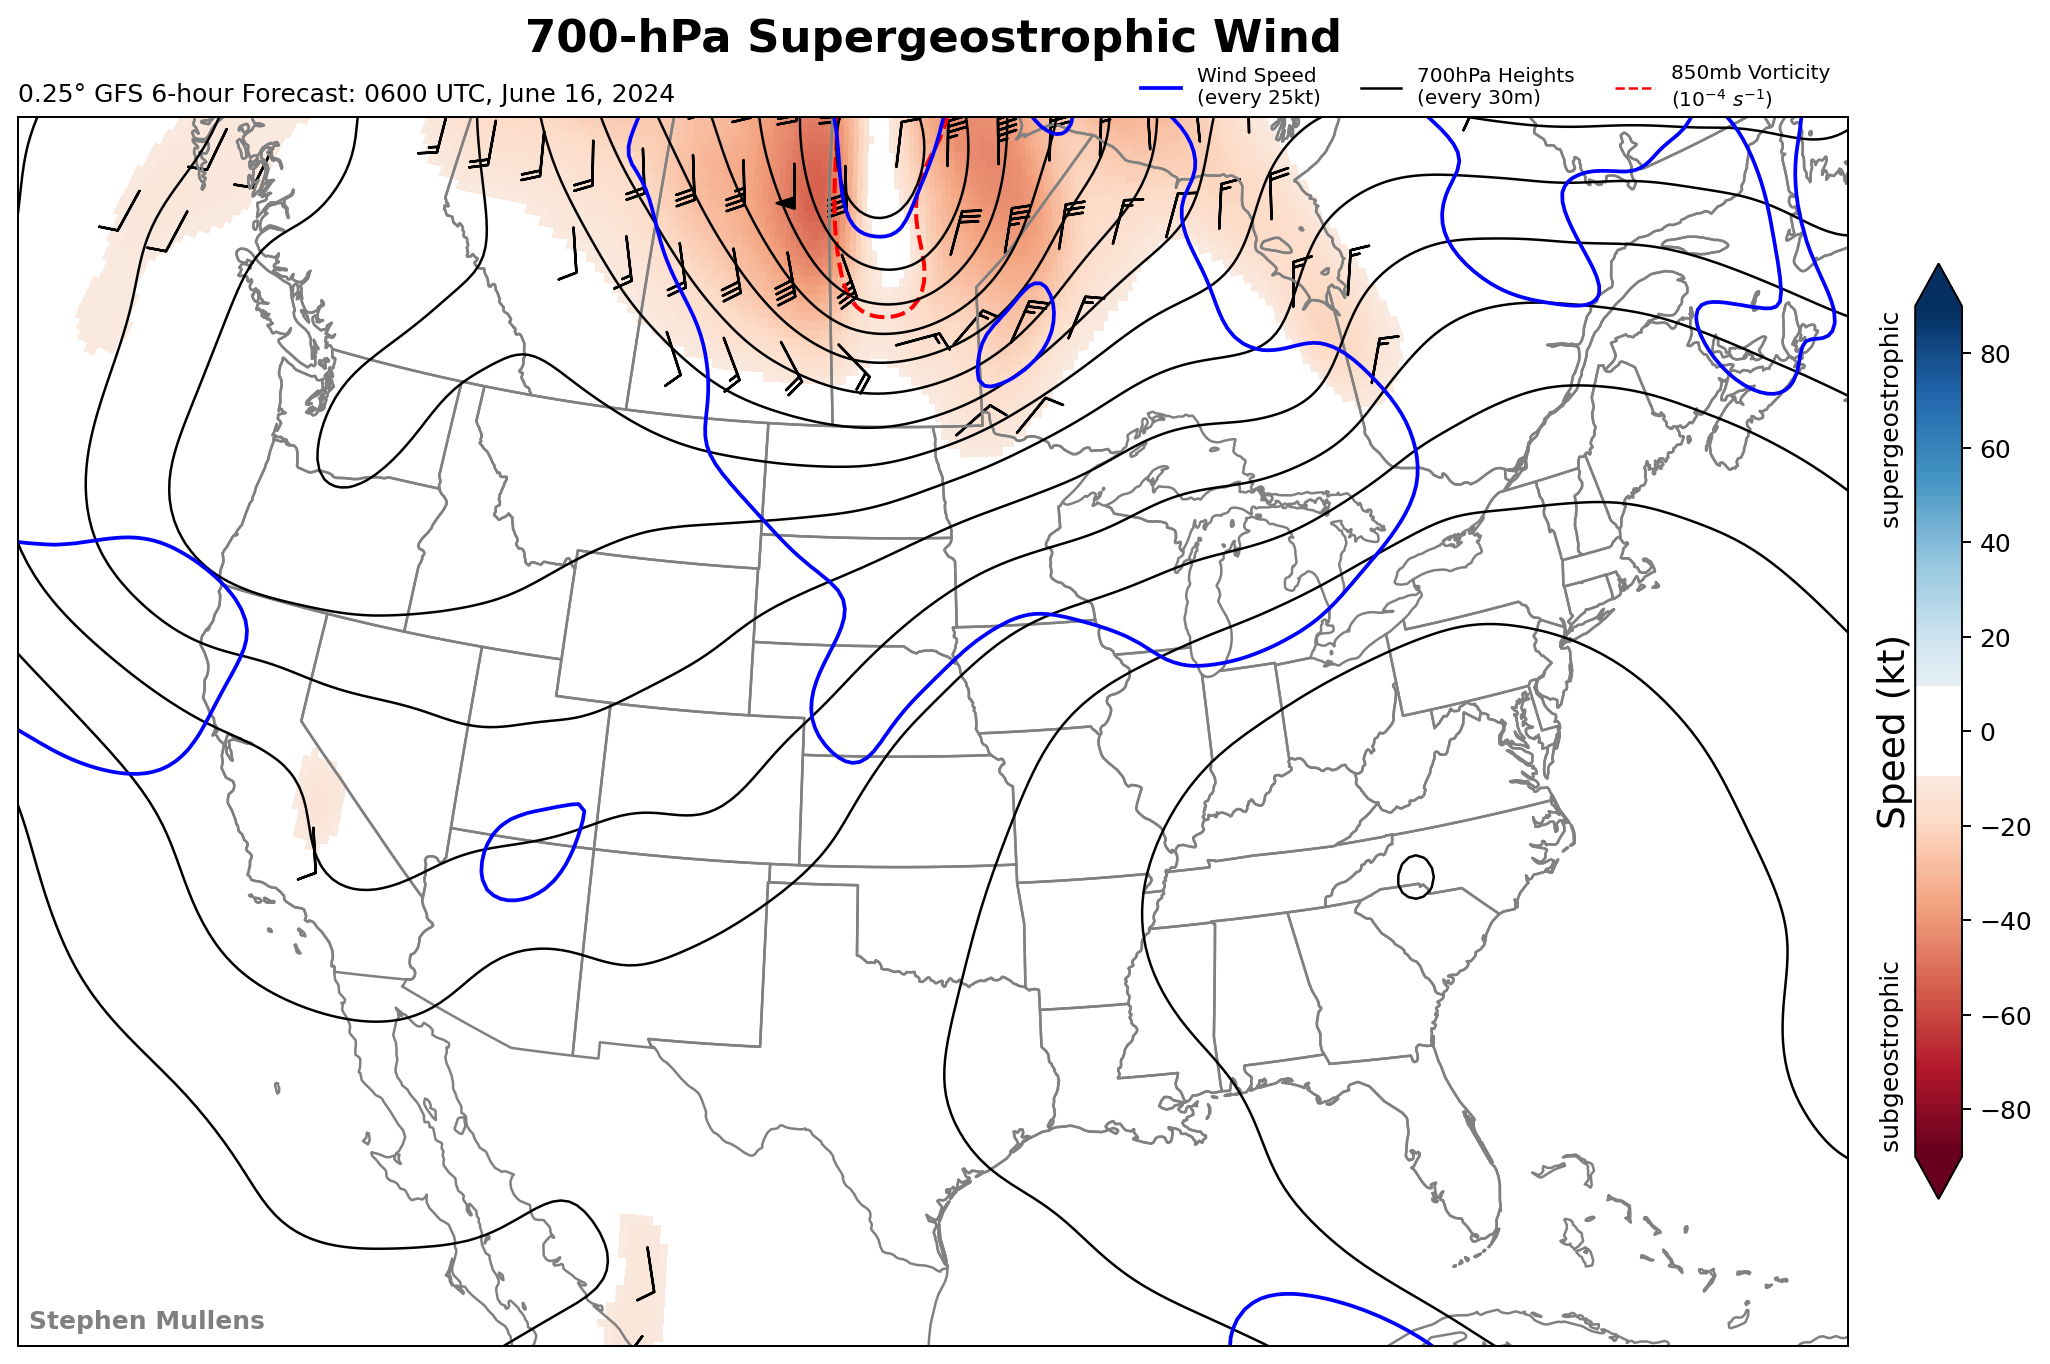 700-hPa Supergeostrophic Wind
0.25° GFS 6-hour Forecast: 0600 UTC, June 16, 2024
Wind Speed
(every 25kt)
700hPa Heights
(every 30m)
850mb Vorticity
(10⁻⁴ s⁻¹)
supergeostrophic
Speed (kt)
subgeostrophic
80
60
40
20
0
−20
−40
−60
−80
Stephen Mullens